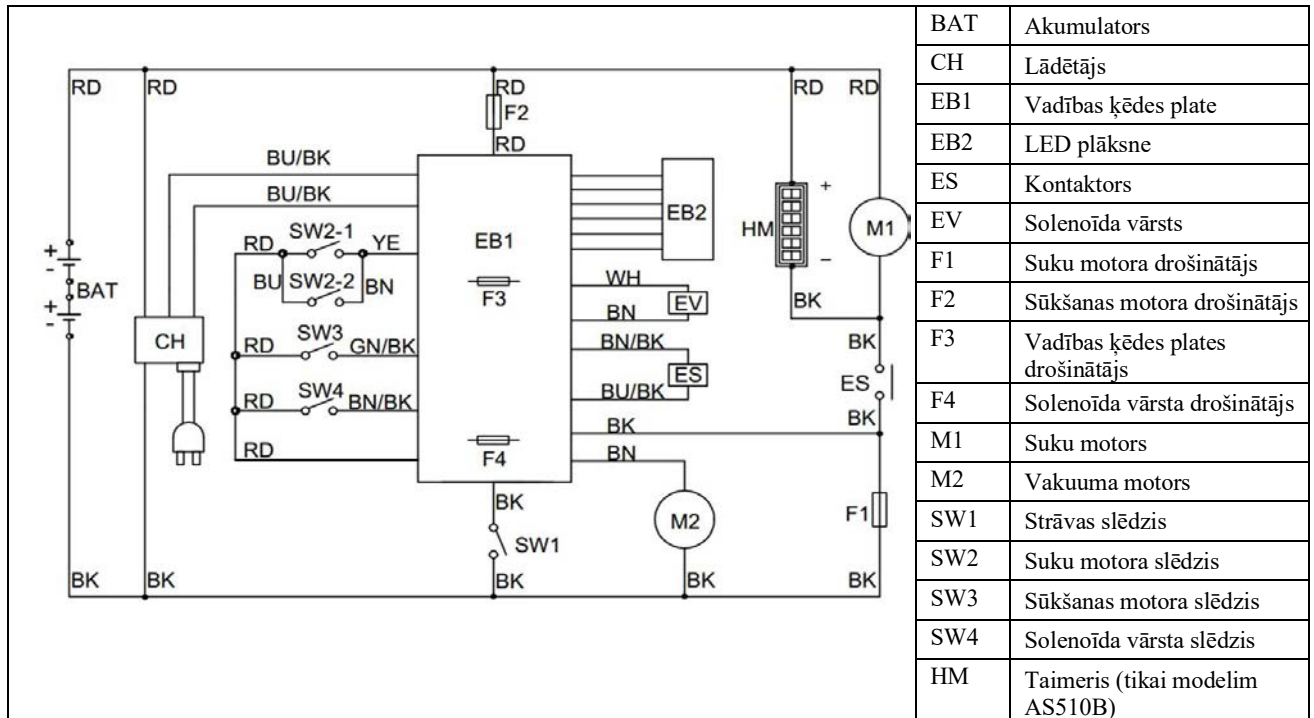 RD RD RD RD RD
F2
RD
BU/BK
BU/BK
SW2-1
RD YE
EB1
EB2
HM
+
M1
BU SW2-2 BN
F3
WH
EV
BN
−
BK
+
-
+
-
BAT
CH
SW3
RD GN/BK
BN/BK
ES
BU/BK
BK
ES
SW4
RD BN/BK
BK
BK
RD
F4
BN
BK
M2
F1
SW1
BK BK BK BK BK
BAT Akumulators
CH Lādētājs
EB1 Vadības ķēdes plate
EB2 LED plāksne
ES Kontaktors
EV Solenoīda vārsts
F1 Suku motora drošinātājs
F2 Sūkšanas motora drošinātājs
F3 Vadības ķēdes plates
drošinātājs
F4 Solenoīda vārsta drošinātājs
M1 Suku motors
M2 Vakuuma motors
SW1 Strāvas slēdzis
SW2 Suku motora slēdzis
SW3 Sūkšanas motora slēdzis
SW4 Solenoīda vārsta slēdzis
HM Taimeris (tikai modelim
AS510B)